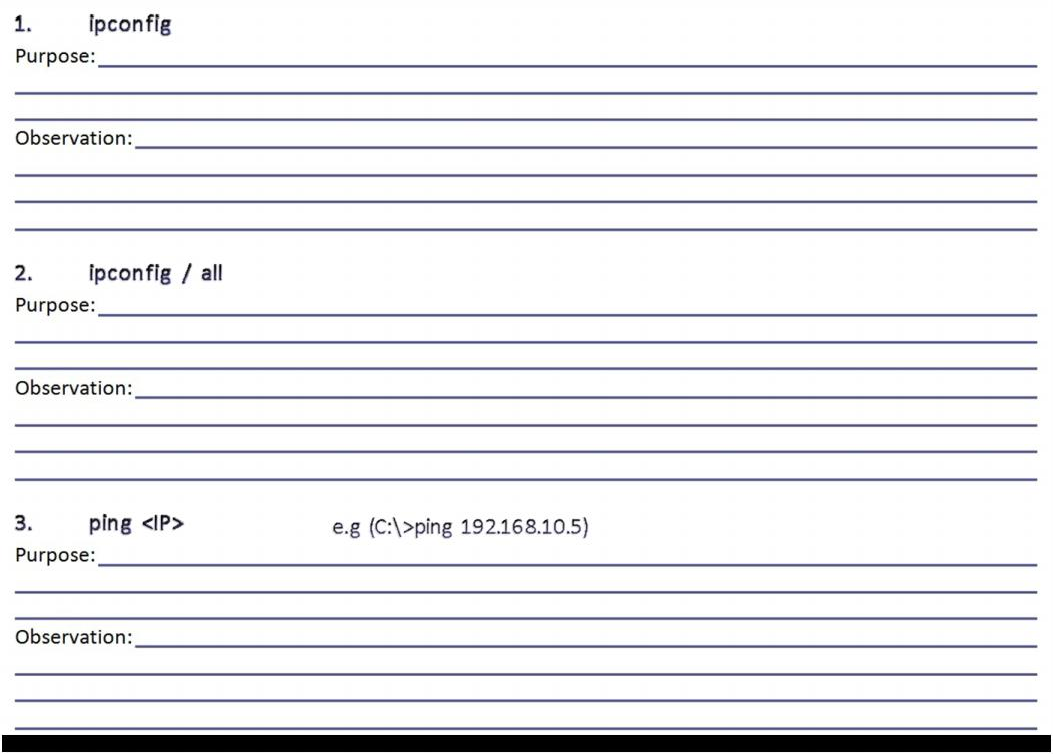 1. ipconfig
Purpose:
Observation:
2. ipconfig / all
Purpose:
Observation:
3. ping <IP> e.g (C:\>ping 192.168.10.5)
Purpose:
Observation: